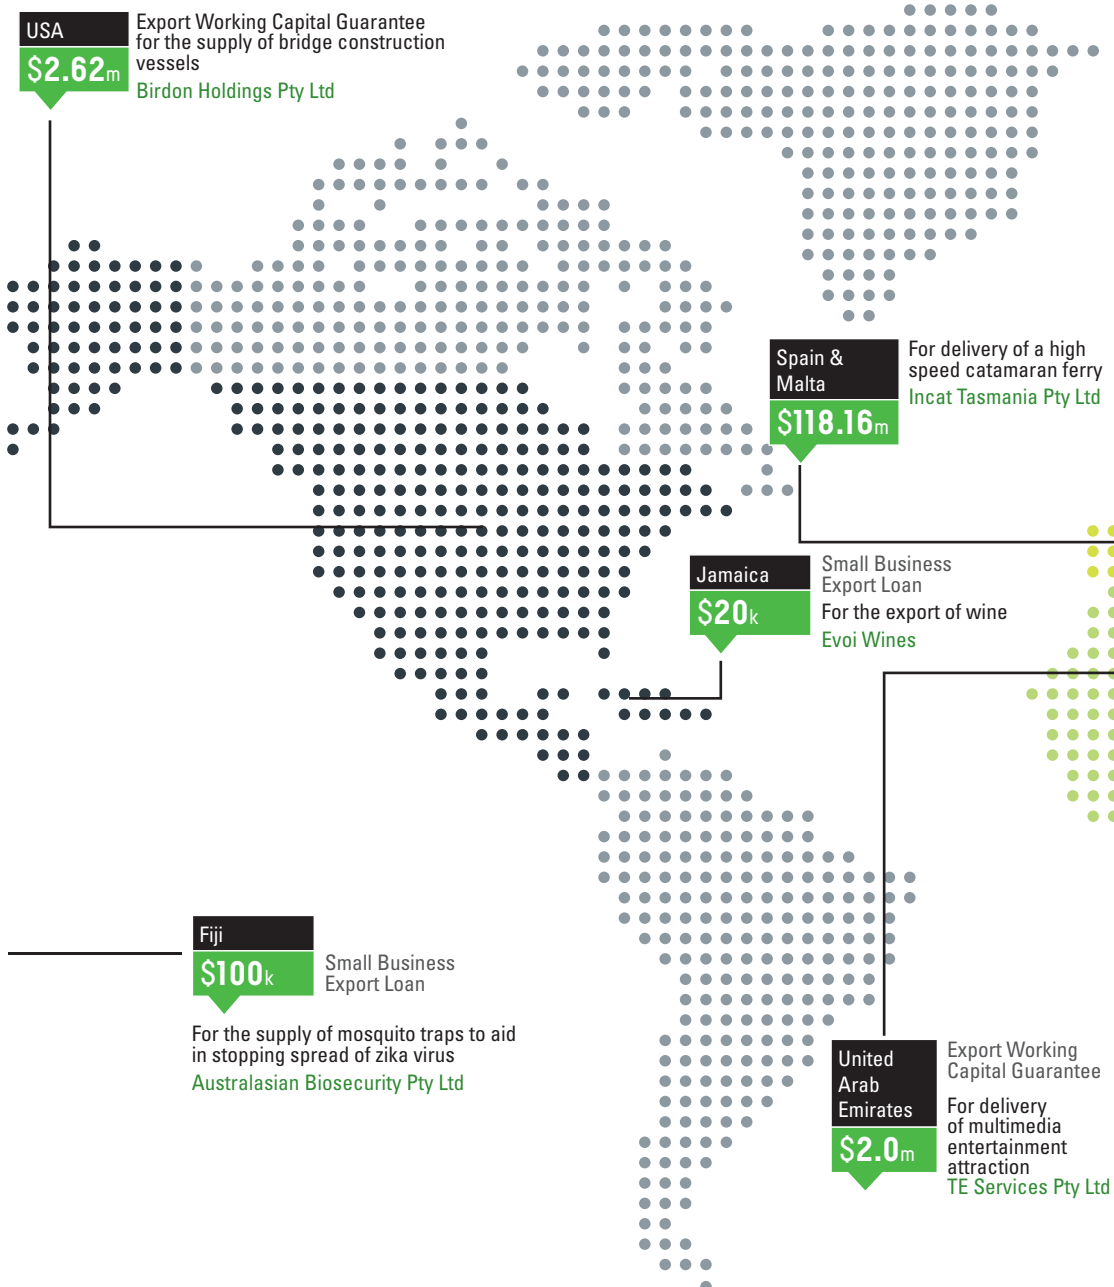 USA
$2.62m
Export Working Capital Guarantee
for the supply of bridge construction
vessels
Birdon Holdings Pty Ltd
Spain &
Malta
$118.16m
For delivery of a high
speed catamaran ferry
Incat Tasmania Pty Ltd
Jamaica
$20k
Small Business
Export Loan
For the export of wine
Evoi Wines
Fiji
$100k
Small Business
Export Loan
For the supply of mosquito traps to aid
in stopping spread of zika virus
Australasian Biosecurity Pty Ltd
United
Arab
Emirates
$2.0m
Export Working
Capital Guarantee
For delivery
of multimedia
entertainment
attraction
TE Services Pty Ltd